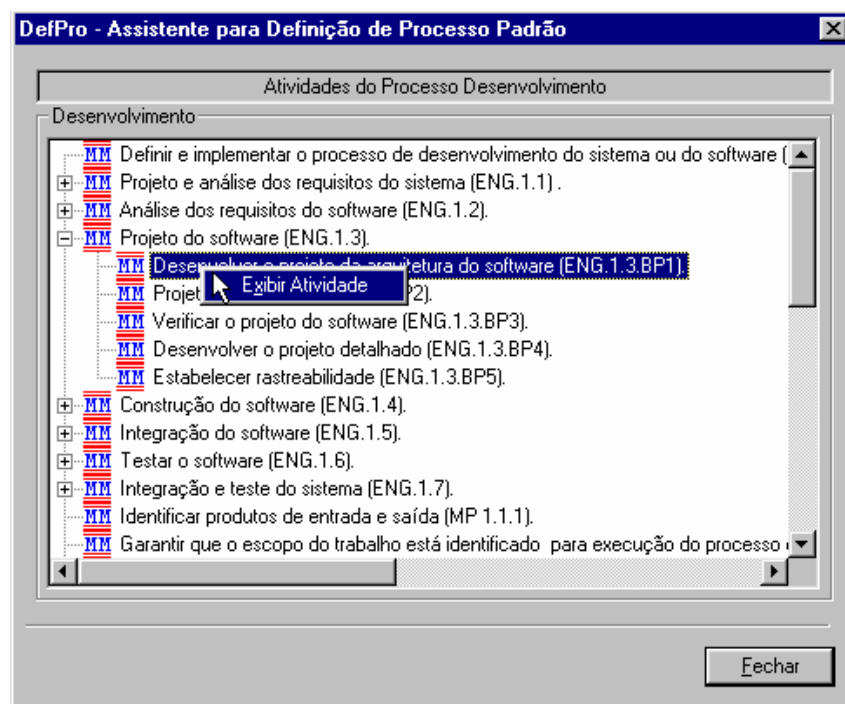 DefPro - Assistente para Definição de Processo Padrão
Atividades do Processo Desenvolvimento
Desenvolvimento
MM Definir e implementar o processo de desenvolvimento do sistema ou do software (
MM Projeto e análise dos requisitos do sistema (ENG.1.1) .
MM Análise dos requisitos do software (ENG.1.2).
MM Projeto do software (ENG.1.3).
MM Desenvolver o projeto da arquitetura do software (ENG.1.3.BP1).
Exibir Atividade
MM Projet P2).
MM Verificar o projeto do software (ENG.1.3.BP3).
MM Desenvolver o projeto detalhado (ENG.1.3.BP4).
MM Estabelecer rastreabilidade (ENG.1.3.BP5).
MM Construção do software (ENG.1.4).
MM Integração do software (ENG.1.5).
MM Testar o software (ENG.1.6).
MM Integração e teste do sistema (ENG.1.7).
MM Identificar produtos de entrada e saída (MP 1.1.1).
MM Garantir que o escopo do trabalho está identificado para execução do processo
Fechar